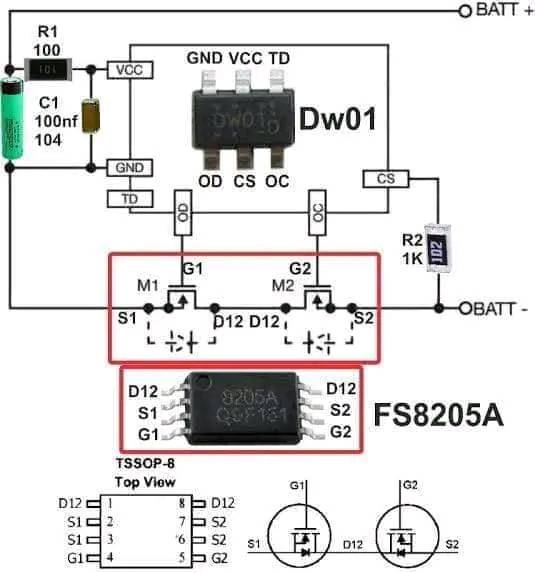 BATT +
R1
100
101
VCC
GND VCC TD
C1
100nf
104
DW01
Dw01
OD CS OC
GND
TD
CS
OD
OC
R2
1K
102
G1
G2
M1
M2
S1
D12
D12
S2
BATT -
D12
S1
G1
8205A
D12
S2
G2
FS8205A
TSSOP-8
Top View
D12 1 8 D12
S1 2 7 S2
S1 3 6 S2
G1 4 5 G2
G1
G2
S1
D12
S2